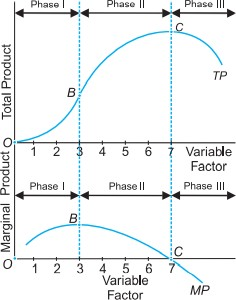 Phase I Phase II Phase III
Total Product
B
C
TP
O 1 2 3 4 5 6 7 Variable
Factor
Phase I Phase II Phase III
Marginal Product
B
C
O 1 2 3 4 5 6 7
Variable
Factor
MP